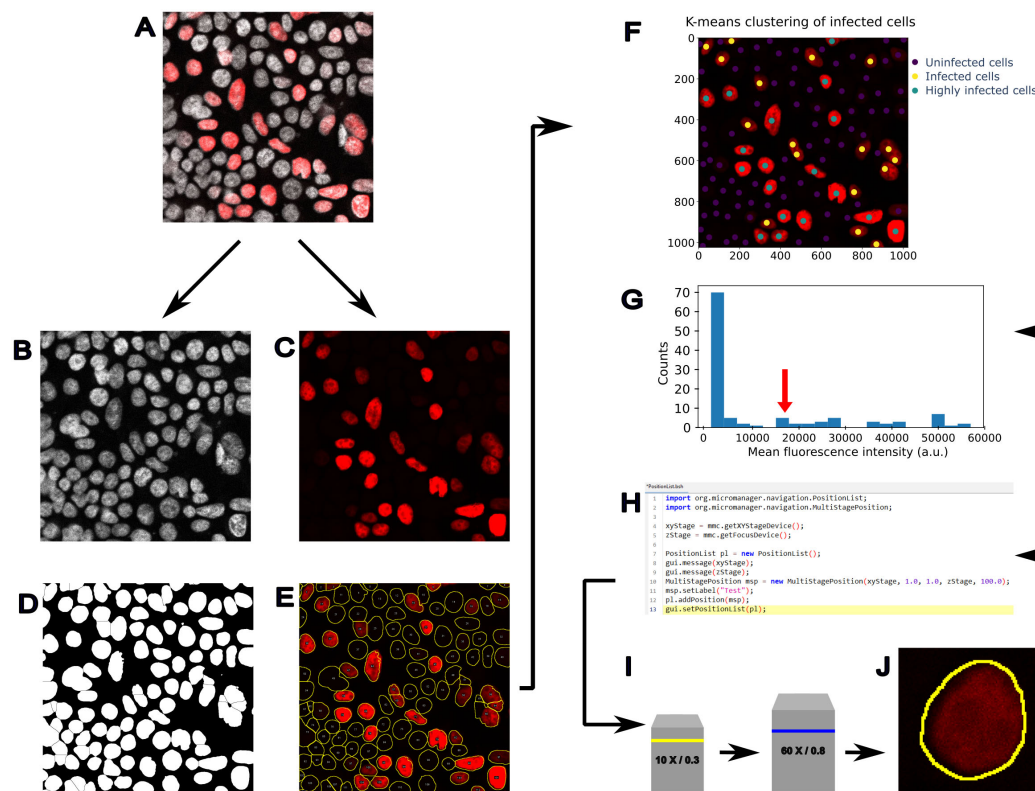 A
B
C
D
E
F
K-means clustering of infected cells
0
200
400
600
800
1000
0
200
400
600
800
1000
Uninfected cells
Infected cells
Highly infected cells
G
Counts
70
60
50
40
30
20
10
0
0
10000
20000
30000
40000
50000
60000
Mean fluorescence intensity (a.u.)
H
*PositionList.bsh
1 import org.micromanager.navigation.PositionList;
2 import org.micromanager.navigation.MultiStagePosition;
3
4 xyStage = mmc.getXYStageDevice();
5 zStage = mmc.getFocusDevice();
6
7 PositionList pl = new PositionList();
8 gui.message(xyStage);
9 gui.message(zStage);
10 MultiStagePosition msp = new MultiStagePosition(xyStage, 1.0, 1.0, zStage, 100.0);
11 msp.setLabel("Test");
12 pl.addPosition(msp);
13 gui.setPositionList(pl);
I
10 X / 0.3
60 X / 0.8
J